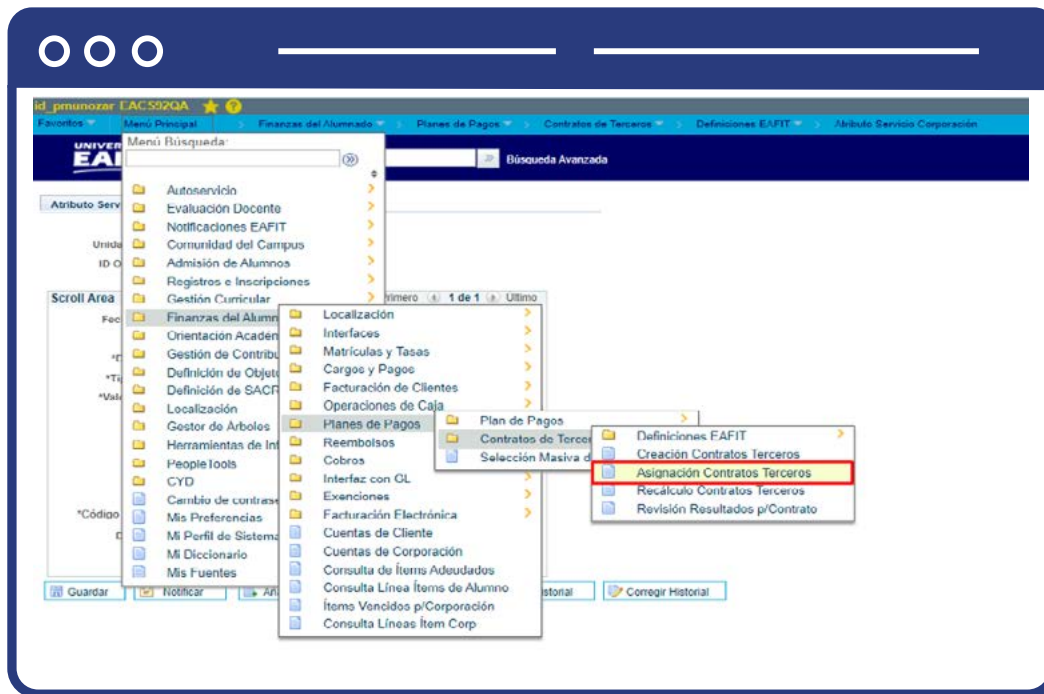 id_pmunozar EACS92QA
Favoritos Menú Principal Finanzas del Alumnado Planes de Pagos Contratos de Terceros Definiciones EAFIT Atributo Servicio Corporación
Menú Búsqueda:
Búsqueda Avanzada
Atributo Serv
Autoservicio
Evaluación Docente
Notificaciones EAFIT
Comunidad del Campus
Admisión de Alumnos
Registros e Inscripciones
Gestión Curricular
Finanzas del Alumn
Orientación Académ
Gestión de Contribu
Definición de Objeto
Definición de SACR
Localización
Gestor de Árboles
Herramientas de Inf
PeopleTools
CYD
Cambio de contrase
Mis Preferencias
Mi Perfil de Sistema
Mi Diccionario
Mis Fuentes
ID O
Scroll Area
1 de 1 Último
*Código
Localización
Interfaces
Matrículas y Tasas
Cargos y Pagos
Facturación de Clientes
Operaciones de Caja
Planes de Pagos
Reembolsos
Cobros
Interfaz con GL
Exenciones
Facturación Electrónica
Cuentas de Cliente
Cuentas de Corporación
Consulta de Ítems Adeudados
Consulta Línea Ítems de Alumno
Ítems Vencidos p/Corporación
Consulta Líneas Ítem Corp
Plan de Pagos
Contratos de Tercer
Selección Masiva d
Definiciones EAFIT
Creación Contratos Terceros
Asignación Contratos Terceros
Recálculo Contratos Terceros
Revisión Resultados p/Contrato
Guardar Notificar Corregir Historial